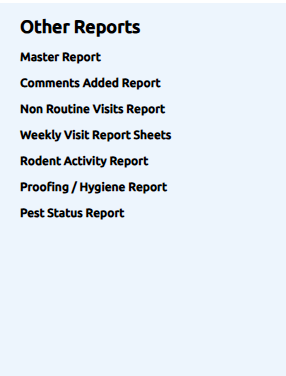 Other Reports
Master Report
Comments Added Report
Non Routine Visits Report
Weekly Visit Report Sheets
Rodent Activity Report
Proofing / Hygiene Report
Pest Status Report